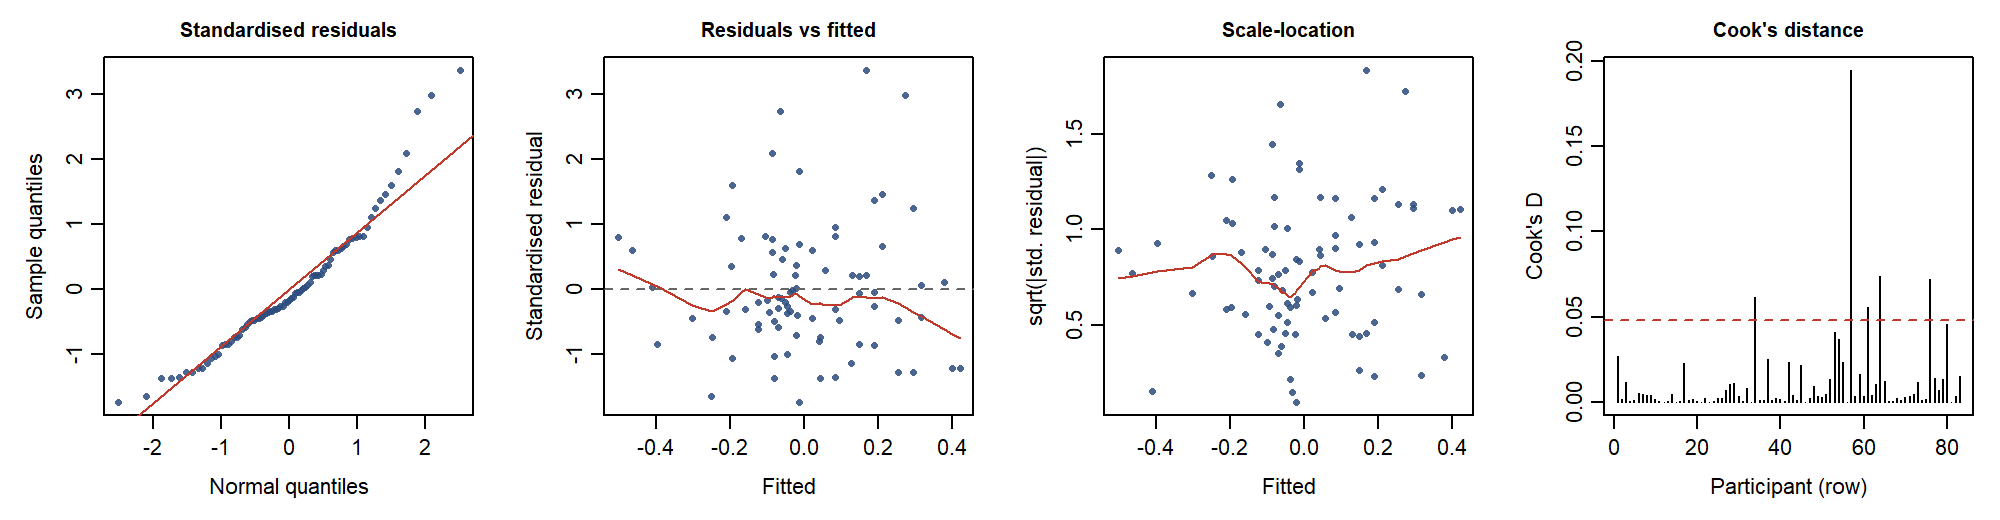 Standardised residuals
Sample quantiles
3
2
1
0
-1
-2 -1 0 1 2
Normal quantiles
Residuals vs fitted
Standardised residual
3
2
1
0
-1
-0.4 -0.2 0.0 0.2 0.4
Fitted
Scale-location
sqrt(|std. residual|)
1.5
1.0
0.5
-0.4 -0.2 0.0 0.2 0.4
Fitted
Cook's distance
Cook's D
0.20
0.15
0.10
0.05
0.00
0 20 40 60 80
Participant (row)